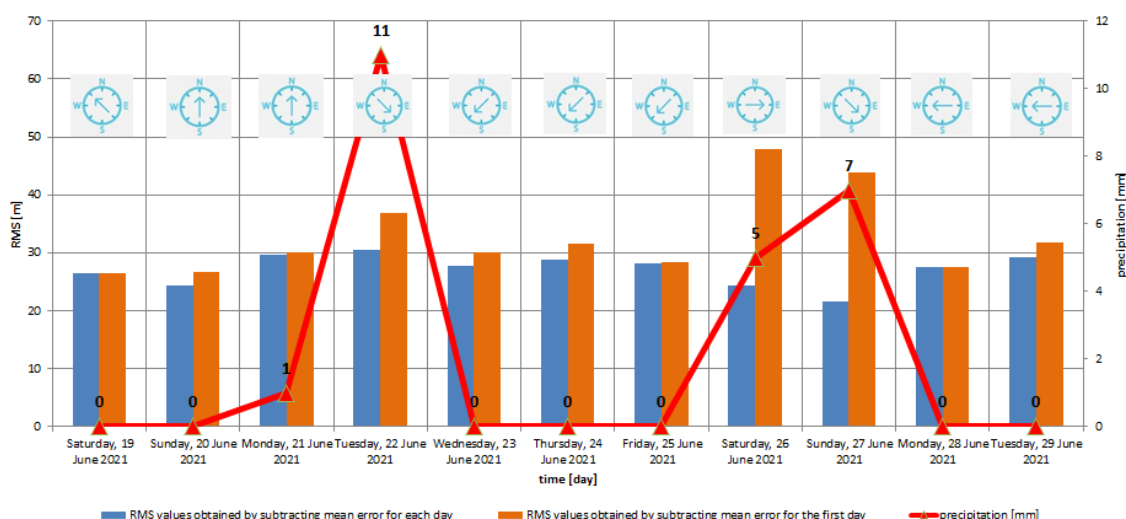 70
60
50
40
30
20
10
0
RMS [m]
12
10
8
6
4
2
0
precipitation [mm]
N
W E
S
N
W E
S
N
W E
S
N
W E
S
N
W E
S
N
W E
S
N
W E
S
N
W E
S
N
W E
S
N
W E
S
N
W E
S
0
0
1
11
0
0
0
5
7
0
0
Saturday, 19
June 2021
Sunday, 20 June
2021
Monday, 21 June
2021
Tuesday, 22 June
2021
Wednesday, 23
June 2021
Thursday, 24
June 2021
Friday, 25 June
2021
Saturday, 26
June 2021
Sunday, 27 June
2021
Monday, 28 June
2021
Tuesday, 29 June
2021
time [day]
RMS values obtained by subtracting mean error for each day
RMS values obtained by subtracting mean error for the first day
precipitation [mm]